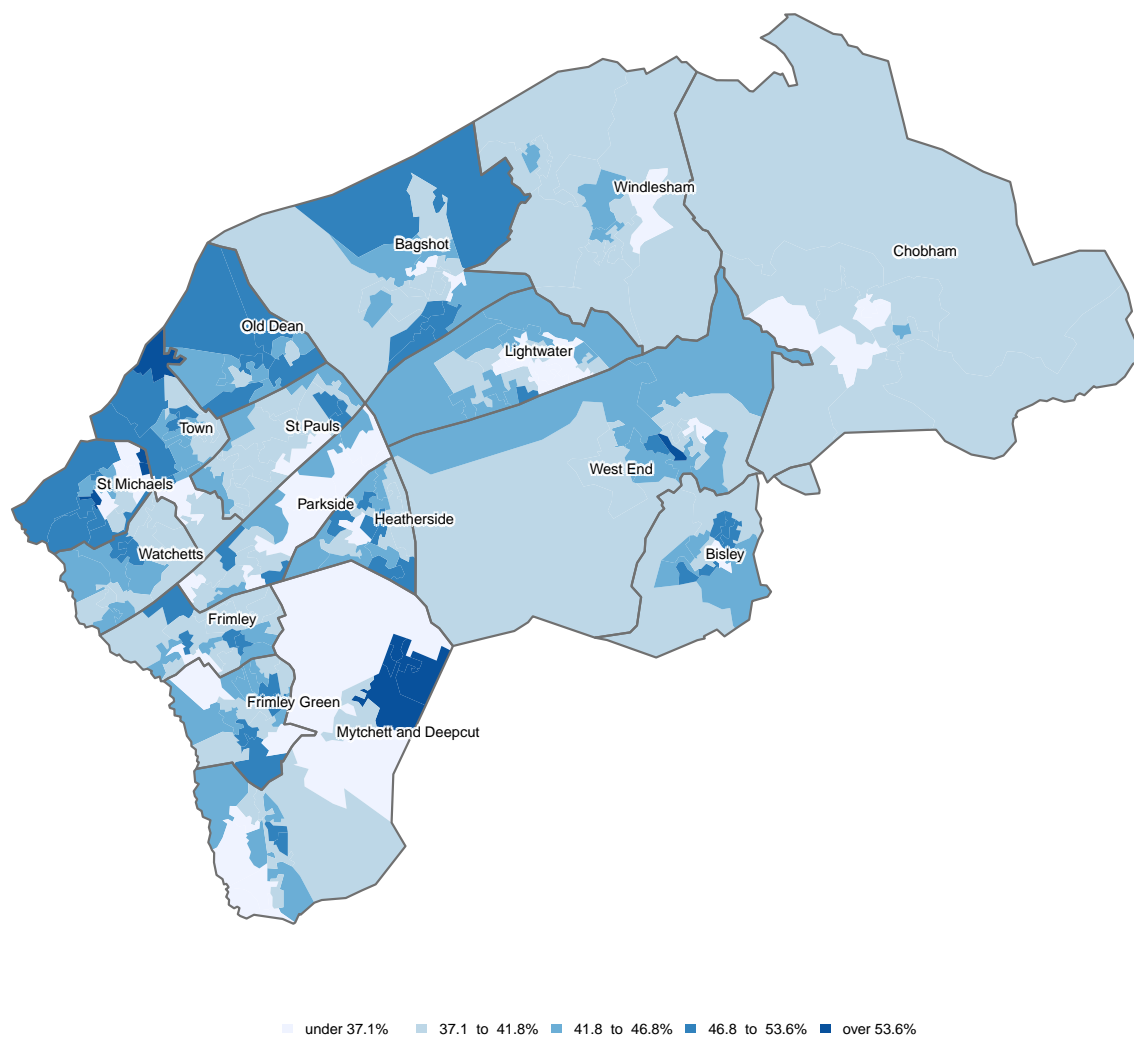 Windlesham
Bagshot
Chobham
Old Dean
Lightwater
Town
St Pauls
West End
St Michaels
Parkside
Heatherside
Watchetts
Bisley
Frimley
Frimley Green
Mytchett and Deepcut
under 37.1% 37.1 to 41.8% 41.8 to 46.8% 46.8 to 53.6% over 53.6%